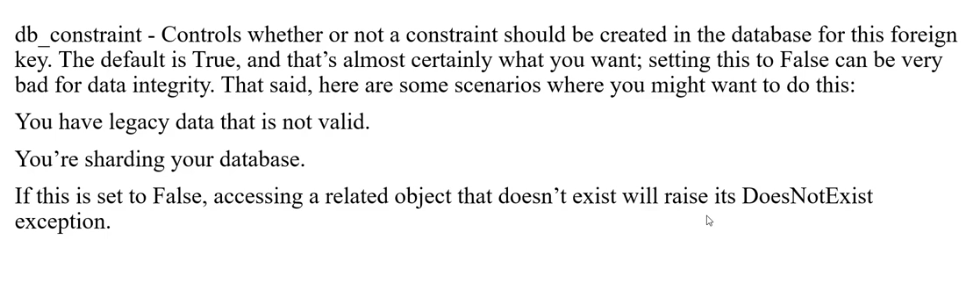 db_constraint - Controls whether or not a constraint should be created in the database for this foreign
key. The default is True, and that’s almost certainly what you want; setting this to False can be very
bad for data integrity. That said, here are some scenarios where you might want to do this:
You have legacy data that is not valid.
You’re sharding your database.
If this is set to False, accessing a related object that doesn’t exist will raise its DoesNotExist
exception.